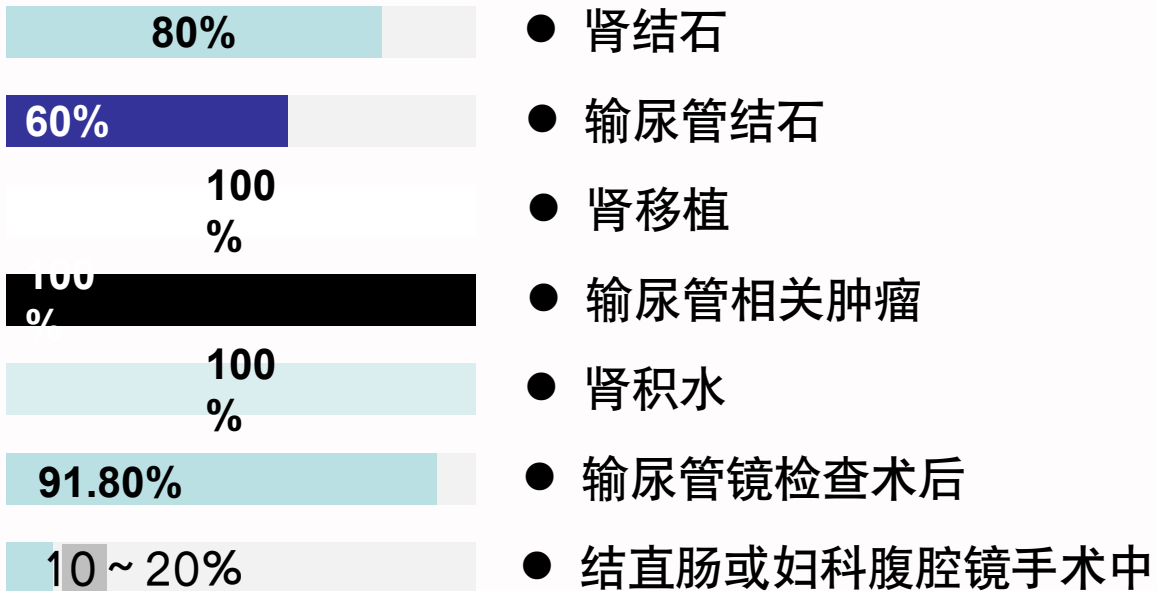 80%
● 肾结石
60%
● 输尿管结石
100
%
● 肾移植
100
%
● 输尿管相关肿瘤
100
%
● 肾积水
91.80%
● 输尿管镜检查术后
10~20%
● 结直肠或妇科腹腔镜手术中